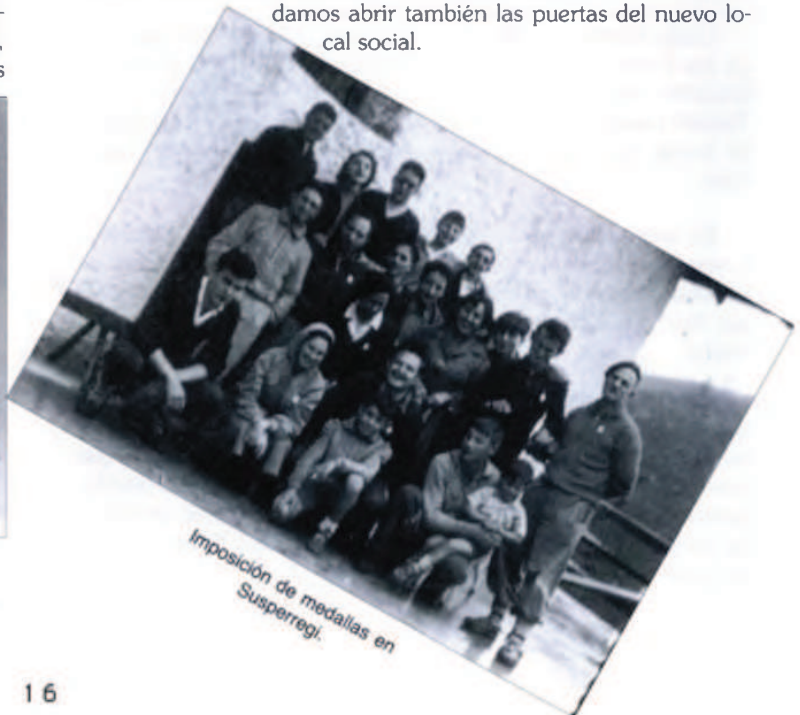 damos abrir también las puertas del nuevo lo-
cal social.
s
Imposición de medallas en
Susperregi.
16